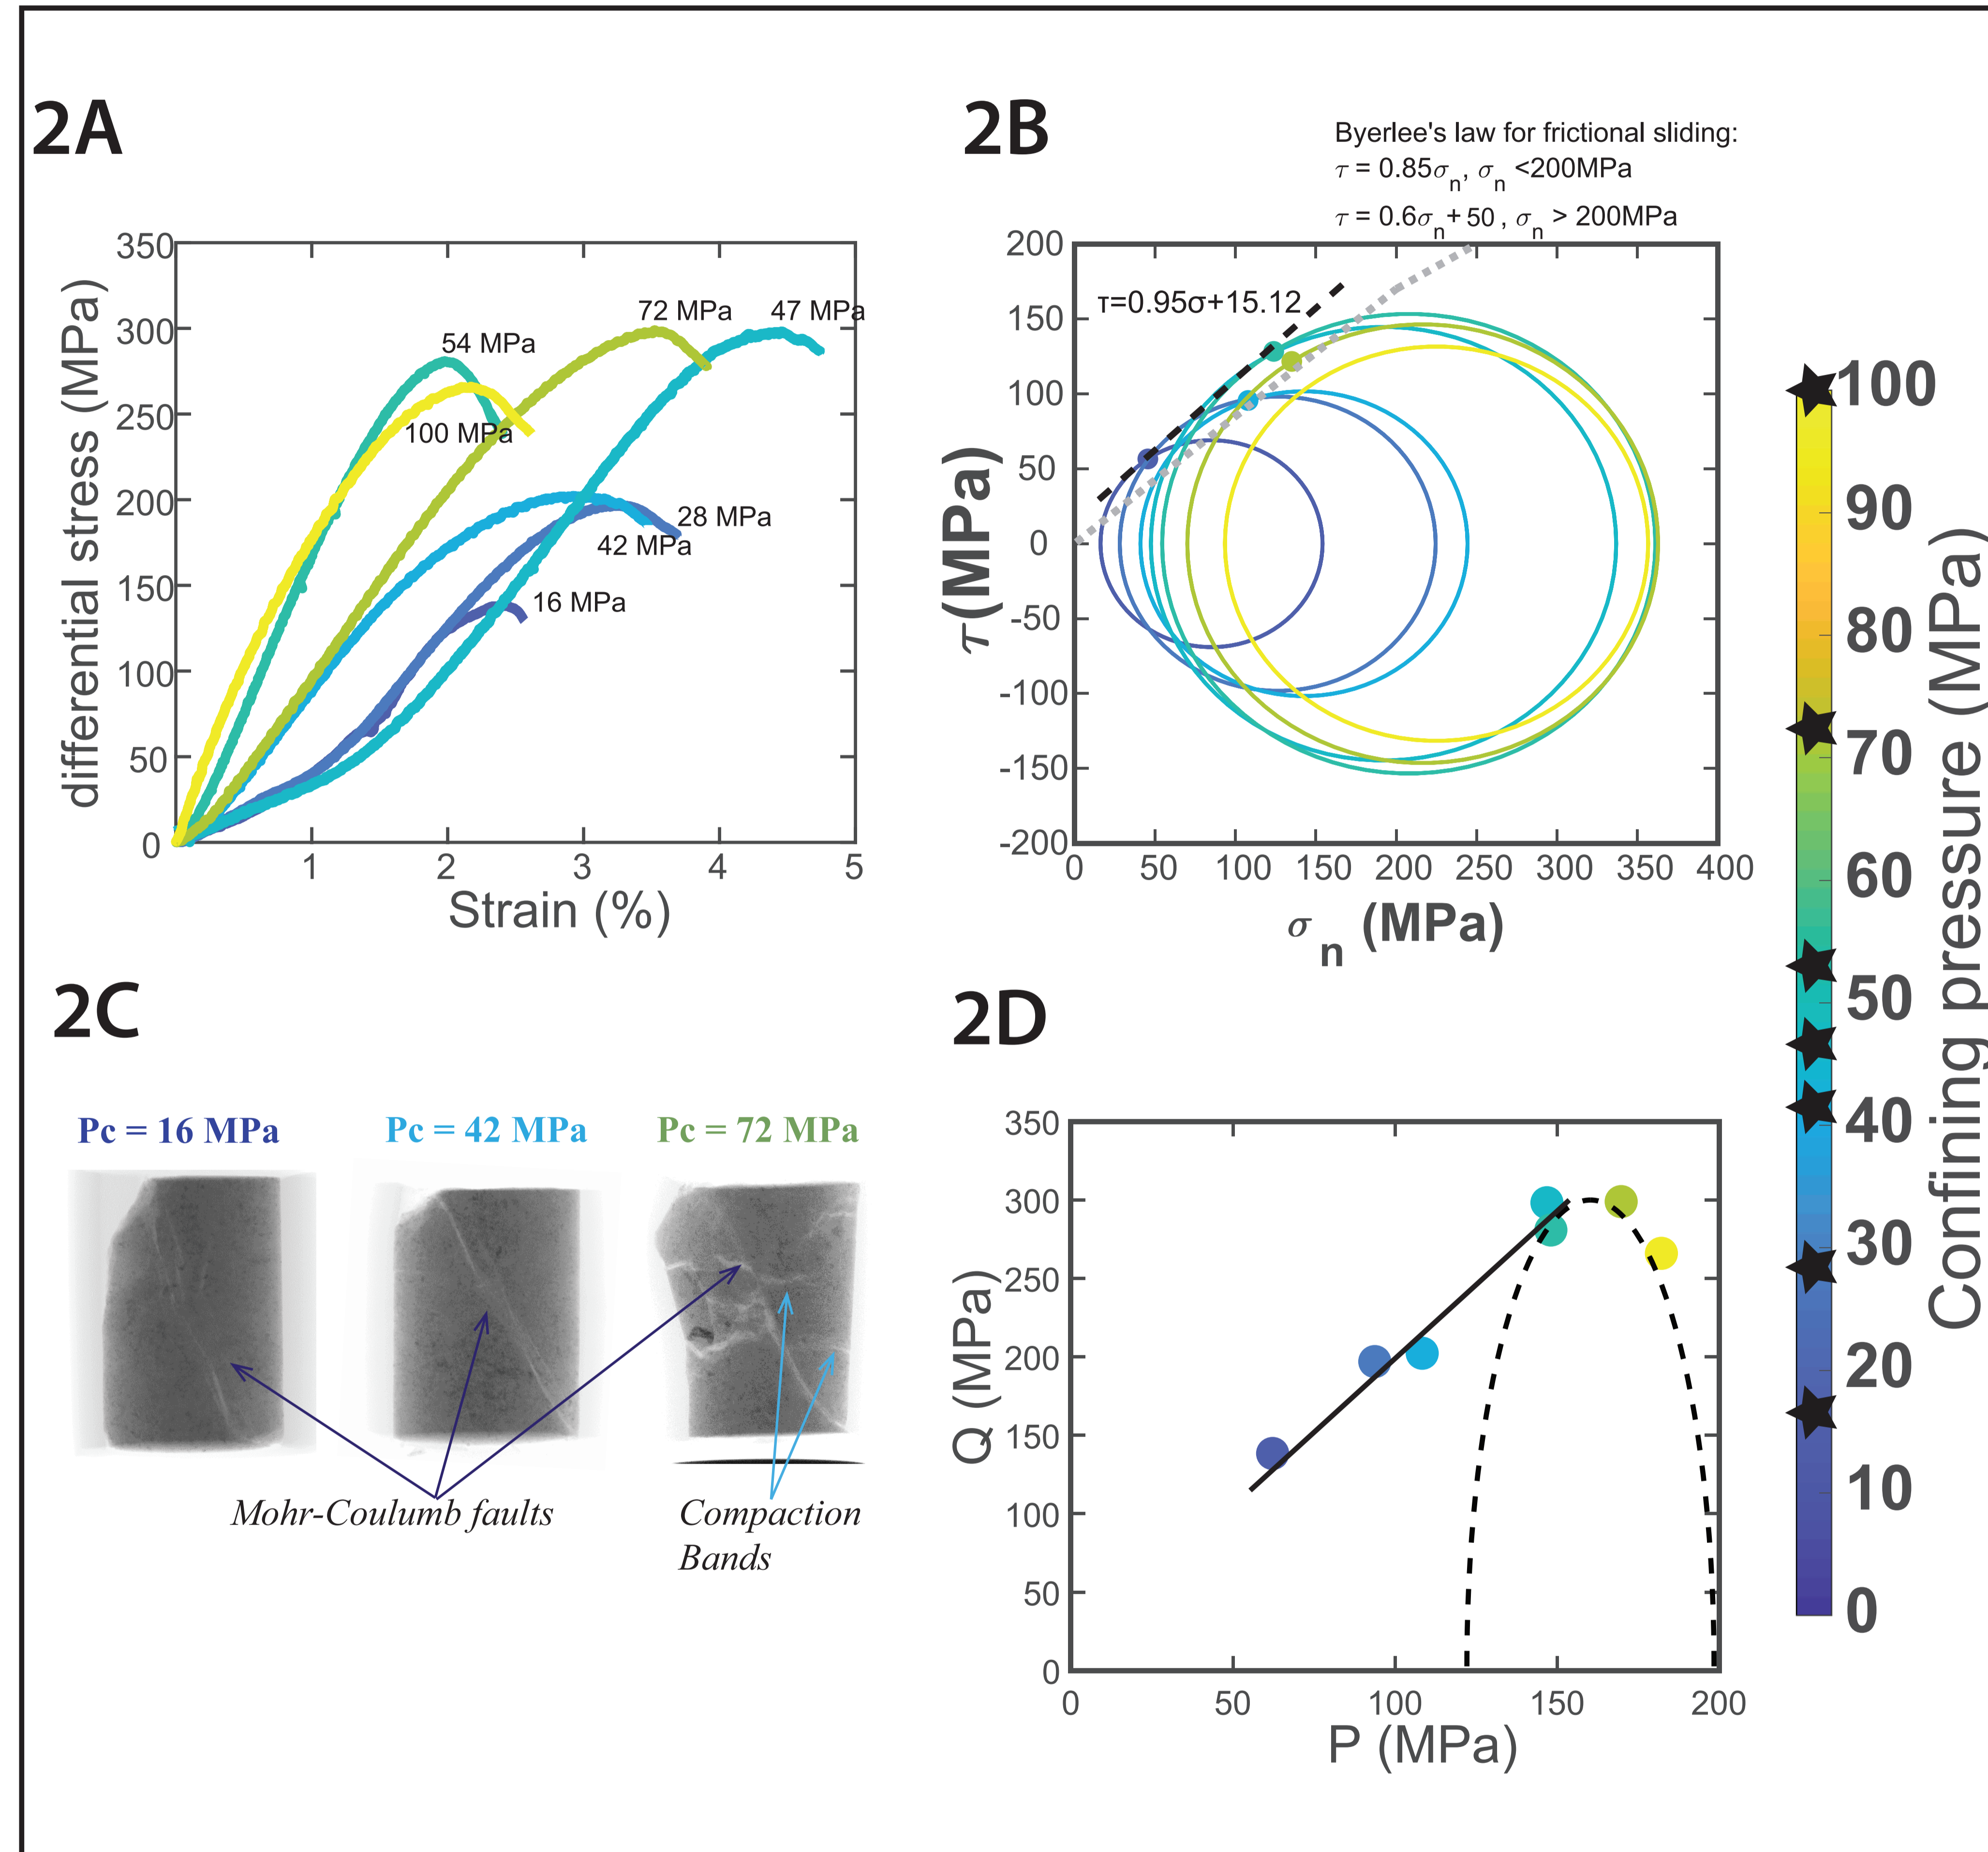 2A
350
300
250
200
150
100
50
0
1
2
3
4
5
differential stress (MPa)
Strain (%)
54 MPa
72 MPa
47 MPa
100 MPa
28 MPa
42 MPa
16 MPa
2B
Byerlee's law for frictional sliding:
τ = 0.85σn, σn <200MPa
τ = 0.6σn+ 50 , σn > 200MPa
τ=0.95σ+15.12
200
150
100
50
0
-50
-100
-150
-200
0
50
100
150
200
250
300
350
400
τ (MPa)
σn (MPa)
100
90
80
70
60
50
40
30
20
10
0
Confining pressure (MPa)
2C
Pc = 16 MPa
Pc = 42 MPa
Pc = 72 MPa
Mohr-Coulumb faults
Compaction
Bands
2D
350
300
250
200
150
100
50
0
0
50
100
150
200
Q (MPa)
P (MPa)